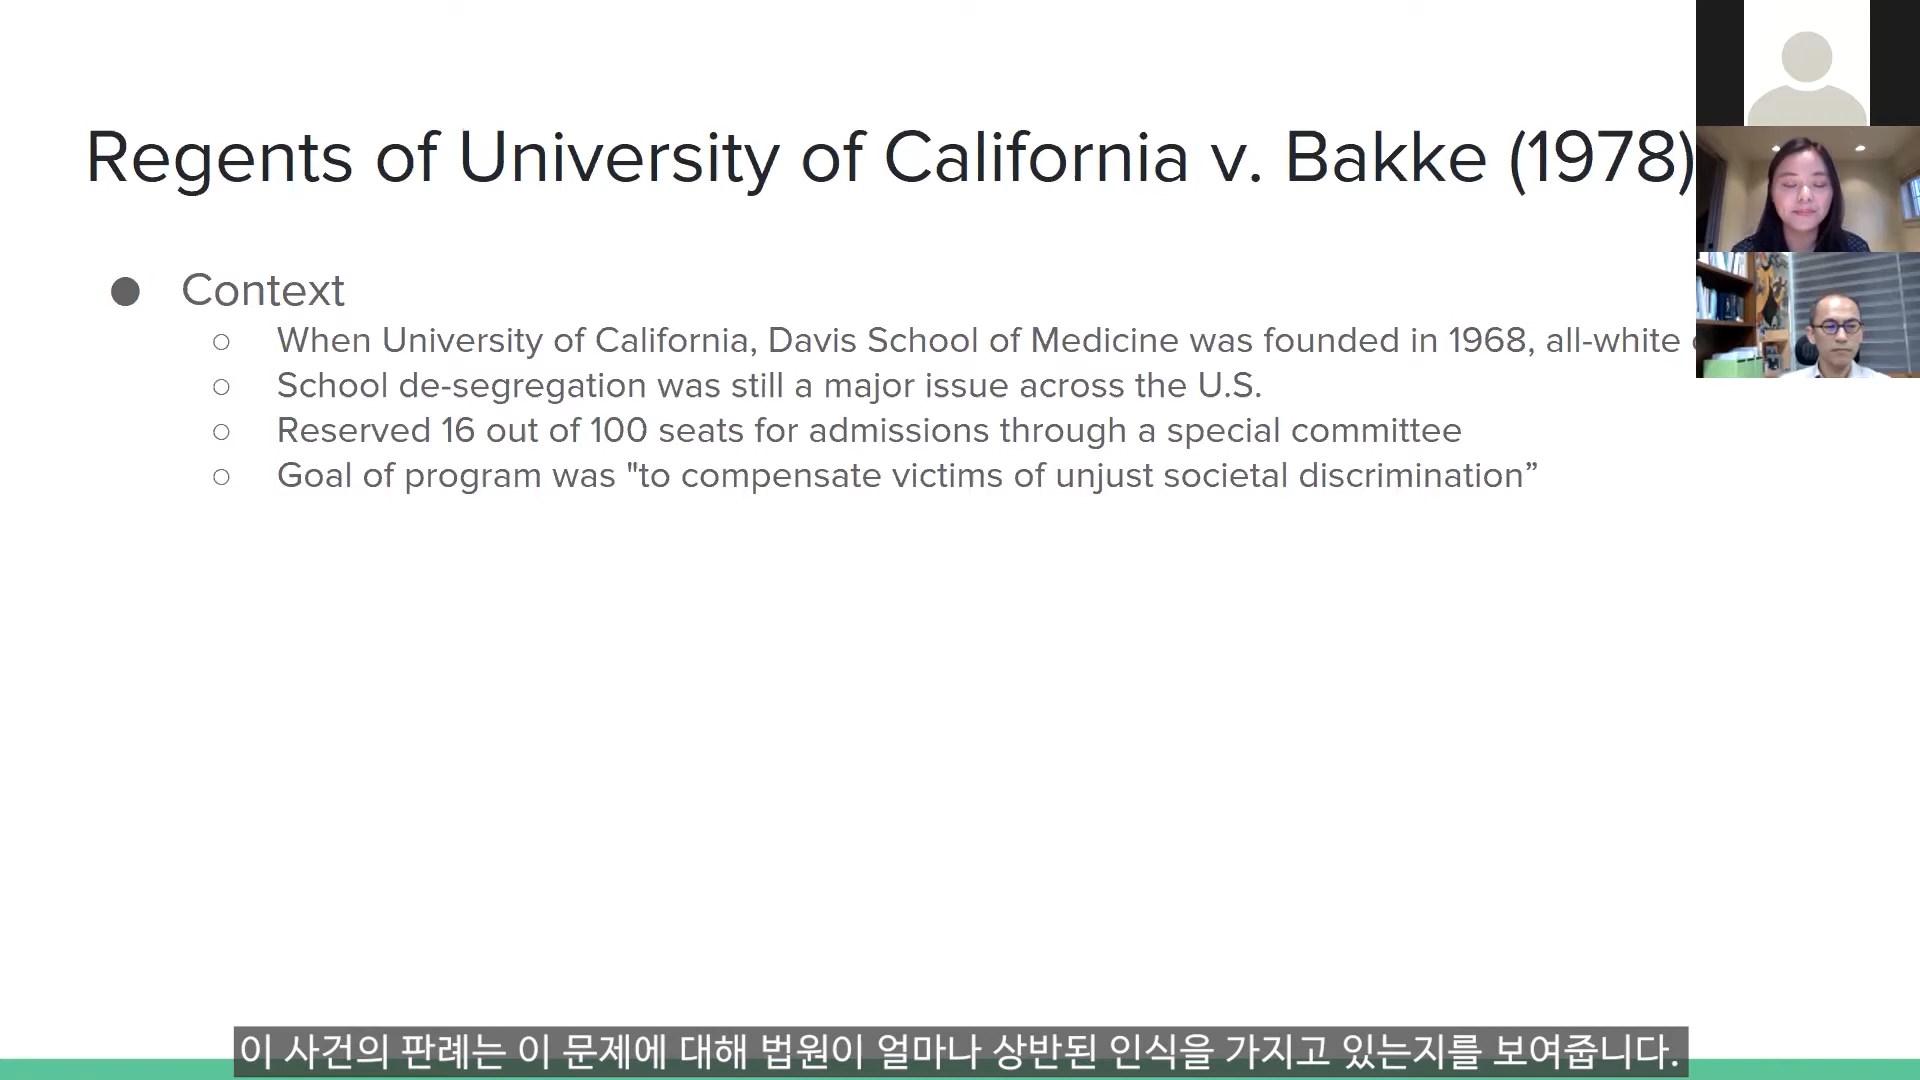 Regents of University of California v. Bakke (1978)
● Context
○ When University of California, Davis School of Medicine was founded in 1968, all-white
○ School de-segregation was still a major issue across the U.S.
○ Reserved 16 out of 100 seats for admissions through a special committee
○ Goal of program was "to compensate victims of unjust societal discrimination”
이 사건의 판례는 이 문제에 대해 법원이 얼마나 상반된 인식을 가지고 있는지를 보여줍니다.